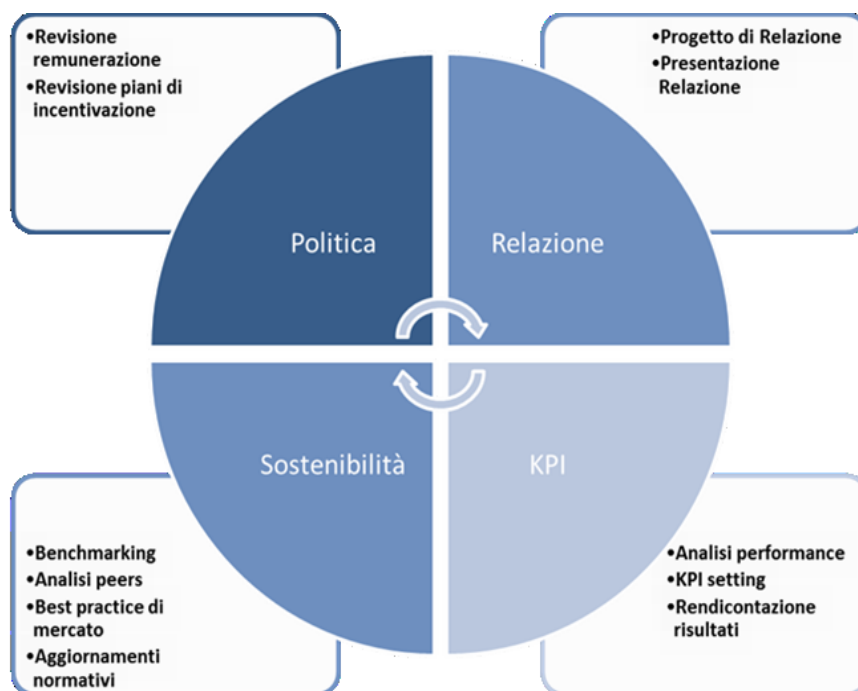 •Revisione
remunerazione
•Revisione piani di
incentivazione
•Progetto di Relazione
•Presentazione
Relazione
Politica
Relazione
Sostenibilità
KPI
•Benchmarking
•Analisi peers
•Best practice di
mercato
•Aggiornamenti
normativi
•Analisi performance
•KPI setting
•Rendicontazione
risultati